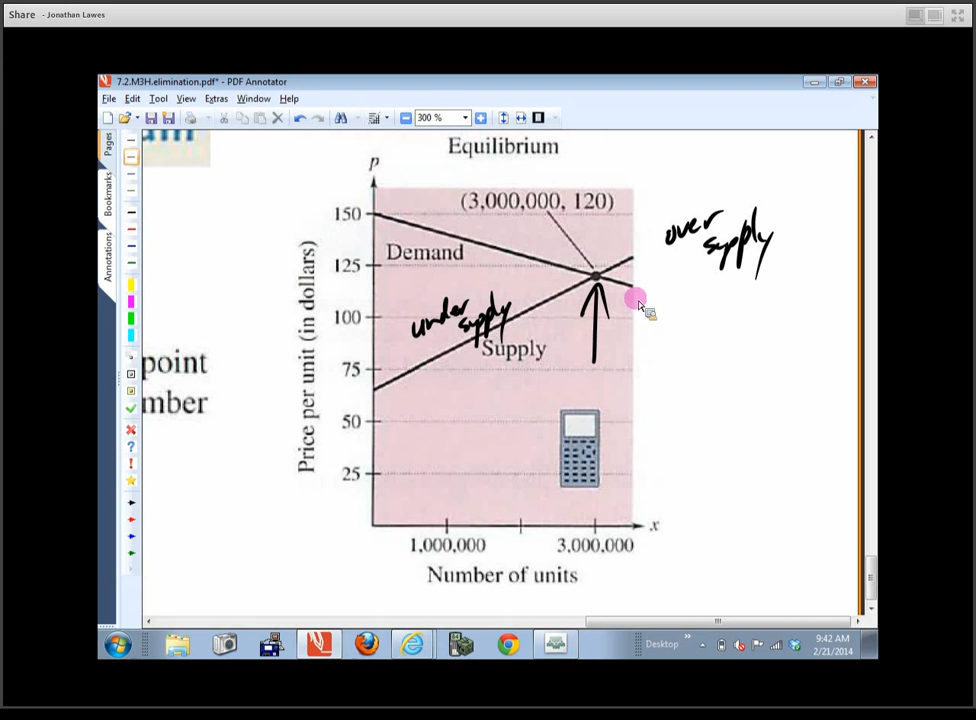 Share - Jonathan Lawes
7.2.M3H.elimination.pdf* - PDF Annotator
File Edit Tool View Extras Window Help
300 %
Pages
Bookmarks
Annotations
point
mber
Equilibrium
p
(3,000,000, 120)
150
125
100
75
50
25
Demand
under
supply
Supply
over
supply
Price per unit (in dollars)
x
1,000,000 3,000,000
Number of units
Desktop »
9:42 AM
2/21/2014